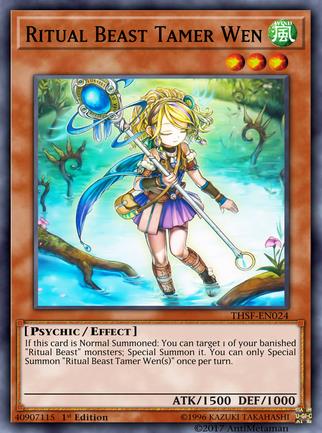 RITUAL BEAST TAMER WEN
WIND
風
THSF-EN024
[PSYCHIC / EFFECT]
If this card is Normal Summoned: You can target 1 of your banished
"Ritual Beast" monsters; Special Summon it. You can only Special
Summon "Ritual Beast Tamer Wen(s)" once per turn.
ATK/1500 DEF/1000
40907115 1st Edition
©1996 KAZUKI TAKAHASHI
©2017 AntiMetaman